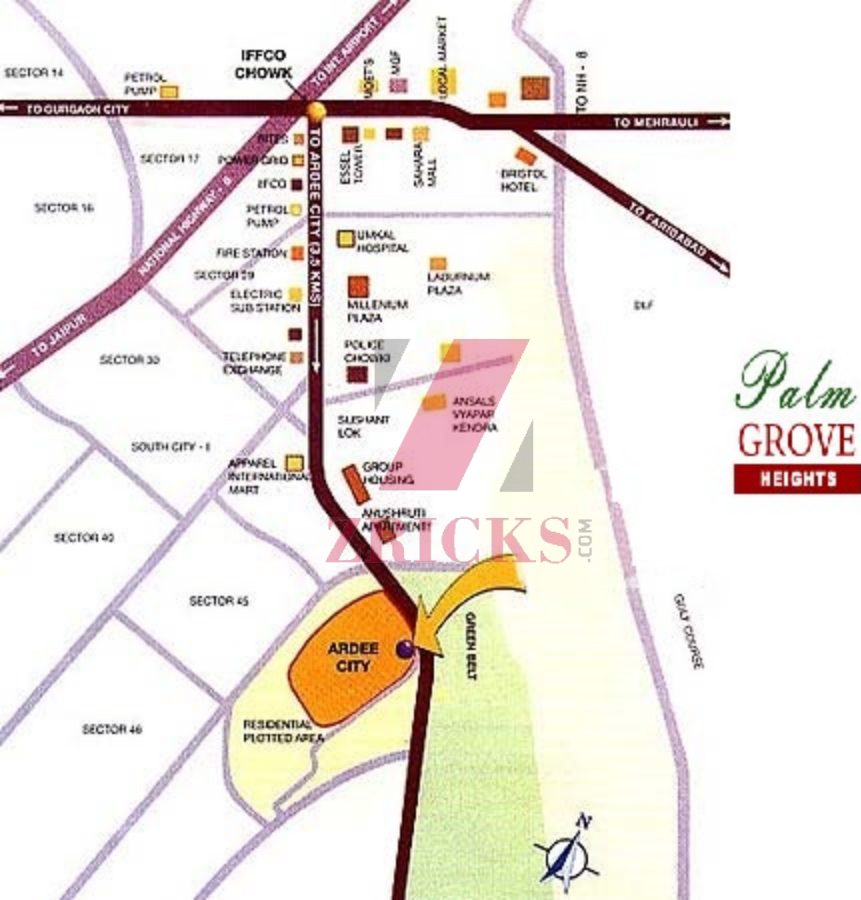 IFFCO
CHOWK
TO INT. AIRPORT
MGF
LOCAL MARKET
TO NH - 8
SECTOR 14
PETROL
PUMP
TO GURGAON CITY
TO MEHRAULI
RITES
SECTOR 17
POWER GRID
ESSEL
TOWER
SAHARA
MALL
BRISTOL
HOTEL
IFFCO
SECTOR 16
PETROL
PUMP
TO ARDEE CITY (3.5 KMS)
NATIONAL HIGHWAY - 8
TO FARIDABAD
UMKAL
HOSPITAL
FIRE STATION
SECTOR 29
LABURNUM
PLAZA
ELECTRIC
SUB STATION
MILLENIUM
PLAZA
DLF
TO JAIPUR
SECTOR 30
TELEPHONE
EXCHANGE
POLICE
CHOWKI
ANSALS
VYAPAR
KENDRA
SUSHANT
LOK
Palm
GROVE
HEIGHTS
SOUTH CITY - I
APPAREL
INTERNATIONAL
MART
GROUP
HOUSING
ANUSHRUTI
APARTMENTS
ZRICKS
.COM
SECTOR 40
SECTOR 45
GREEN BELT
GULF COURSE
ARDEE
CITY
SECTOR 46
RESIDENTIAL
PLOTTED AREA
N